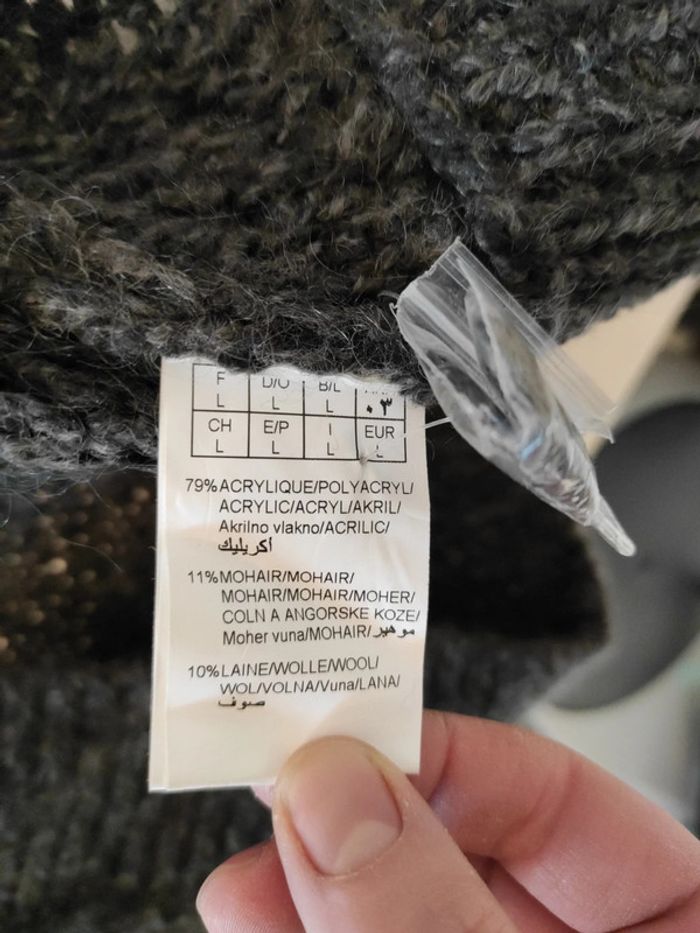 F D/U B/L
L L L ٠٣
CH E/P I EUR
L L L L
79%ACRYLIQUE/POLYACRYL/
ACRYLIC/ACRYL/AKRIL/
Akrilno vlakno/ACRILIC/
أكريليك
11%MOHAIR/MOHAIR/
MOHAIR/MOHAIR/MOHER/
COLN A ANGORSKE KOZE/
Moher vuna/MOHAIR/موهير
10%LAINE/WOLLE/WOOL/
WOL/VOLNA/Vuna/LANA/
صوف